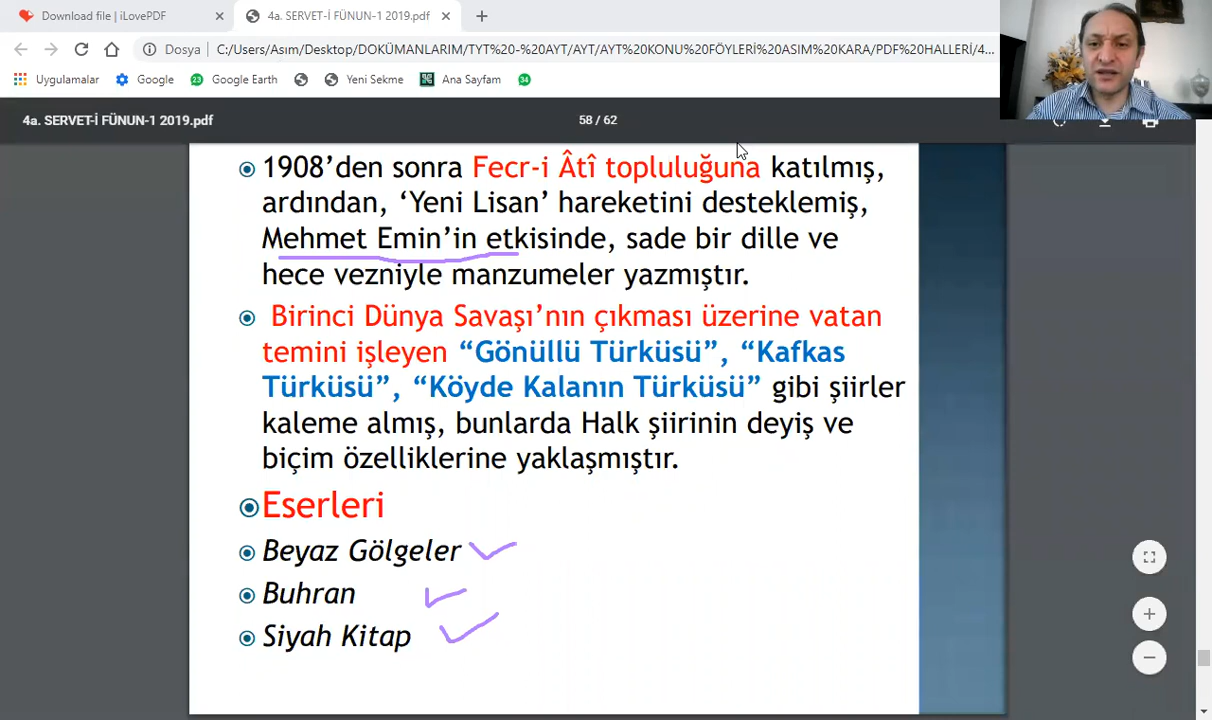 Download file | iLovePDF
4a. SERVET-İ FÜNUN-1 2019.pdf
Dosya
C:/Users/Asım/Desktop/DOKÜMANLARIM/TYT%20-%20AYT/AYT/AYT%20KONU%20FÖYLERİ%20ASIM%20KARA/PDF%20HALLERİ/4...
Uygulamalar
Google
23
Google Earth
Yeni Sekme
Ana Sayfam
34
4a. SERVET-İ FÜNUN-1 2019.pdf
58 / 62
1908’den sonra Fecr-i Âtî topluluğuna katılmış,
ardından, ‘Yeni Lisan’ hareketini desteklemiş,
Mehmet Emin’in etkisinde, sade bir dille ve
hece vezniyle manzumeler yazmıştır.
Birinci Dünya Savaşı’nın çıkması üzerine vatan
temini işleyen “Gönüllü Türküsü”, “Kafkas
Türküsü”, “Köyde Kalanın Türküsü” gibi şiirler
kaleme almış, bunlarda Halk şiirinin deyiş ve
biçim özelliklerine yaklaşmıştır.
Eserleri
Beyaz Gölgeler
Buhran
Siyah Kitap